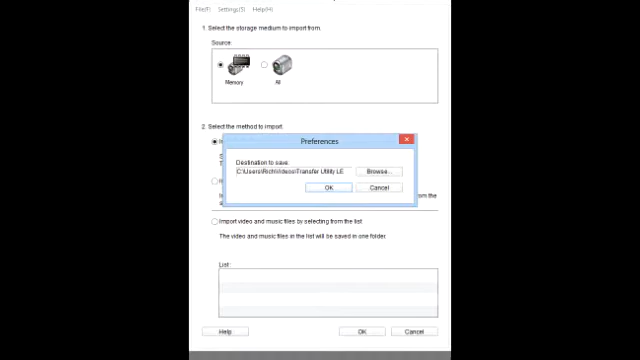 File(F) Settings(S) Help(H)
1. Select the storage medium to import from.
Source:
Memory
All
2. Select the method to import.
Preferences
Destination to save:
C:\Users\Rich\Videos\Transfer Utility LE
Browse...
OK
Cancel
from the
Import video and music files by selecting from the list
The video and music files in the list will be saved in one folder.
List:
Help
OK
Cancel